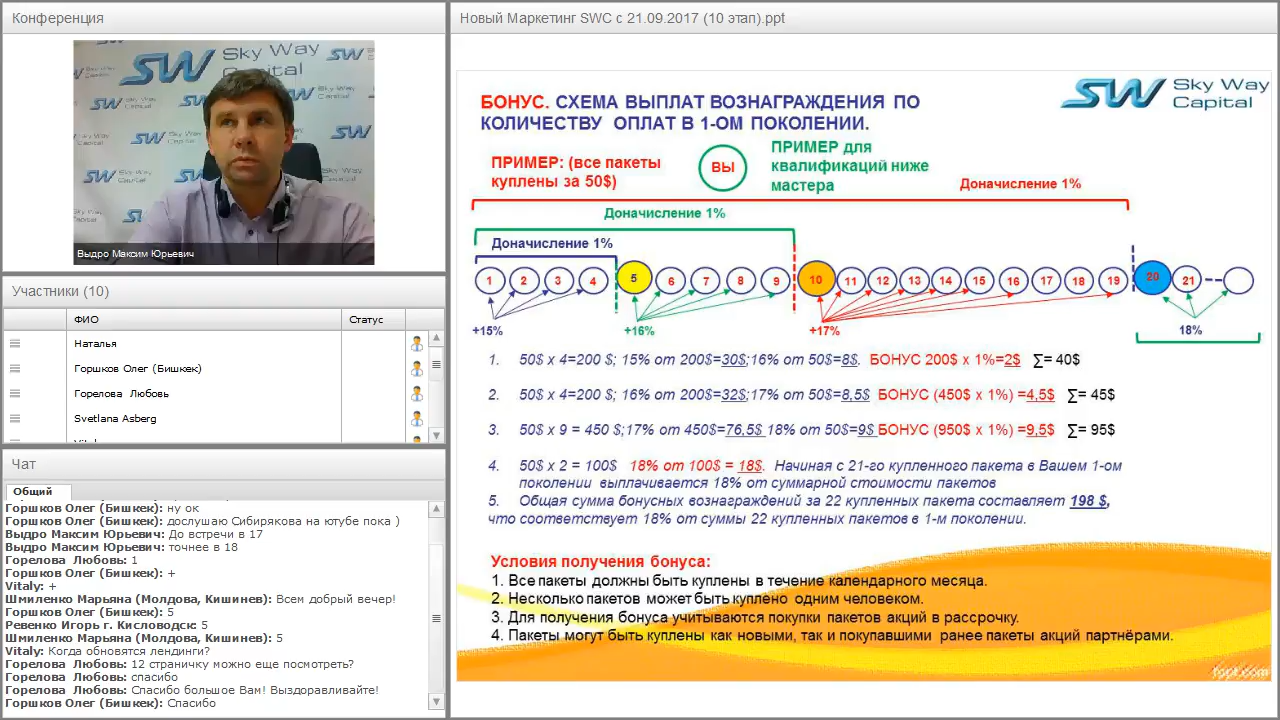 Конференция
Sky Way
Capital
Выдро Максим Юрьевич
Участники (10)
ФИО
Статус
Наталья
Горшков Олег (Бишкек)
Горелова Любовь
Svetlana Asberg
Чат
Общий
Горшков Олег (Бишкек): ну ок
Горшков Олег (Бишкек): дослушаю Сибирякова на ютубе пока )
Выдро Максим Юрьевич: До встречи в 17
Выдро Максим Юрьевич: точнее в 18
Горелова Любовь: 1
Горшков Олег (Бишкек): +
Vitaly: +
Шмиленко Марьяна (Молдова, Кишинев): Всем добрый вечер!
Горшков Олег (Бишкек): 5
Ревенко Игорь г. Кисловодск: 5
Шмиленко Марьяна (Молдова, Кишинев): 5
Vitaly: Когда обновятся лендинги?
Горелова Любовь: 12 страничку можно еще посмотреть?
Горелова Любовь: спасибо
Горелова Любовь: Спасибо большое Вам! Выздоравливайте!
Горшков Олег (Бишкек): Спасибо
Новый Маркетинг SWC с 21.09.2017 (10 этап).ppt
SW Sky Way
Capital
БОНУС. СХЕМА ВЫПЛАТ ВОЗНАГРАЖДЕНИЯ ПО
КОЛИЧЕСТВУ ОПЛАТ В 1-ОМ ПОКОЛЕНИИ.
ПРИМЕР: (все пакеты
куплены за 50$)
ВЫ
ПРИМЕР для
квалификаций ниже
мастера
Доначисление 1%
Доначисление 1%
Доначисление 1%
1 2 3 4 5 6 7 8 9 10 11 12 13 14 15 16 17 18 19 20 21
+15% +16% +17% 18%
1. 50$ x 4=200 $; 15% от 200$=30$;16% от 50$=8$. БОНУС 200$ x 1%=2$ ∑= 40$
2. 50$ x 4=200 $; 16% от 200$=32$;17% от 50$=8,5$ БОНУС (450$ x 1%) =4,5$ ∑= 45$
3. 50$ x 9 = 450 $;17% от 450$=76,5$ 18% от 50$=9$ БОНУС (950$ x 1%) =9,5$ ∑= 95$
4. 50$ x 2 = 100$ 18% от 100$ = 18$. Начиная с 21-го купленного пакета в Вашем 1-ом
поколении выплачивается 18% от суммарной стоимости пакетов
5. Общая сумма бонусных вознаграждений за 22 купленных пакета составляет 198 $,
что соответствует 18% от суммы 22 купленных пакетов в 1-м поколении.
Условия получения бонуса:
1. Все пакеты должны быть куплены в течение календарного месяца.
2. Несколько пакетов может быть куплено одним человеком.
3. Для получения бонуса учитываются покупки пакетов акций в рассрочку.
4. Пакеты могут быть куплены как новыми, так и покупавшими ранее пакеты акций партнёрами.
fppt.com